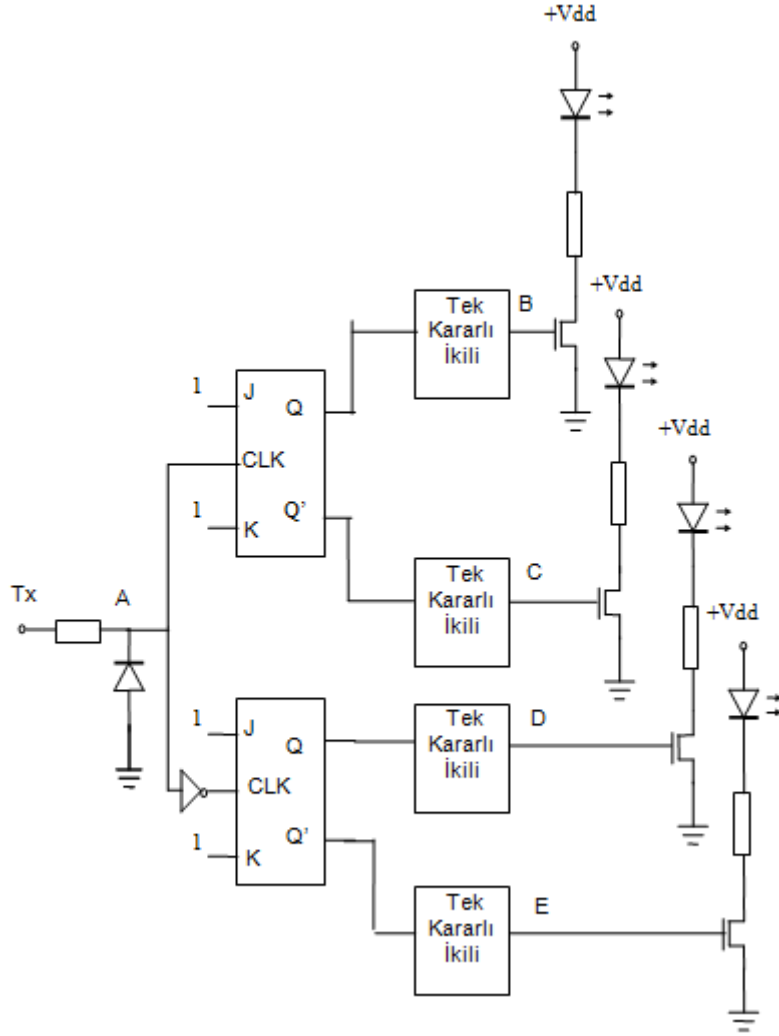 +Vdd
Tek
Kararlı
İkili
B
+Vdd
1
J
Q
CLK
1
K
Q'
+Vdd
Tek
Kararlı
İkili
C
Tx
A
+Vdd
1
J
Q
Tek
Kararlı
İkili
D
CLK
1
K
Q'
Tek
Kararlı
İkili
E